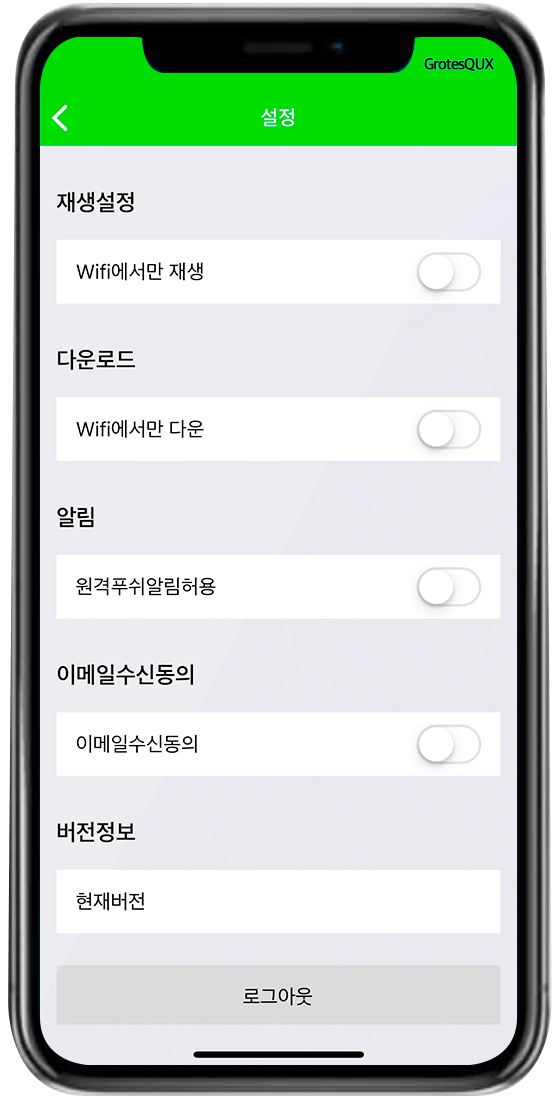 GrotesQUX
설정
재생설정
Wifi에서만 재생
다운로드
Wifi에서만 다운
알림
원격푸쉬알림허용
이메일수신동의
이메일수신동의
버전정보
현재버전
로그아웃